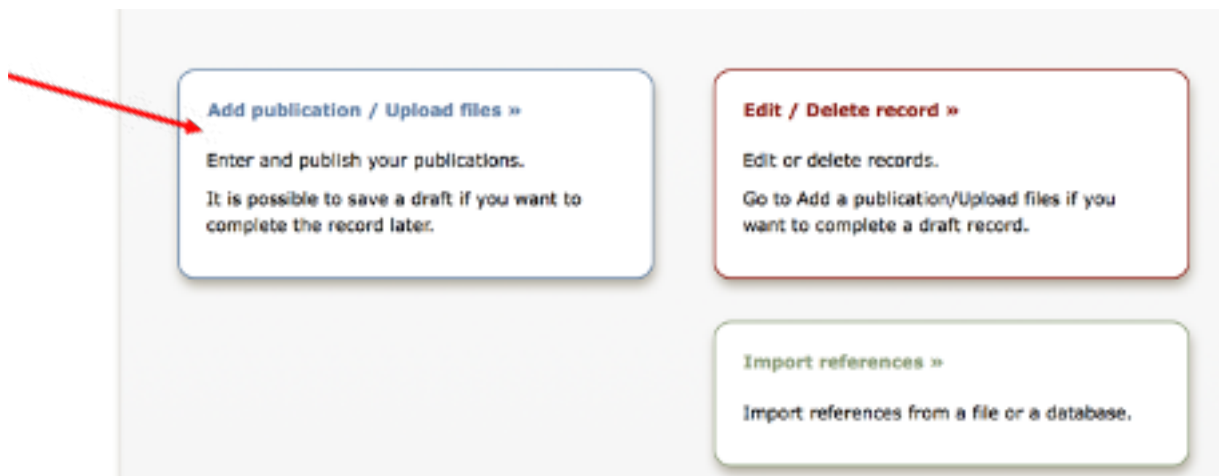 Add publication / Upload files »
Enter and publish your publications.
It is possible to save a draft if you want to
complete the record later.
Edit / Delete record »
Edit or delete records.
Go to Add a publication/Upload files if you
want to complete a draft record.
Import references »
Import references from a file or a database.